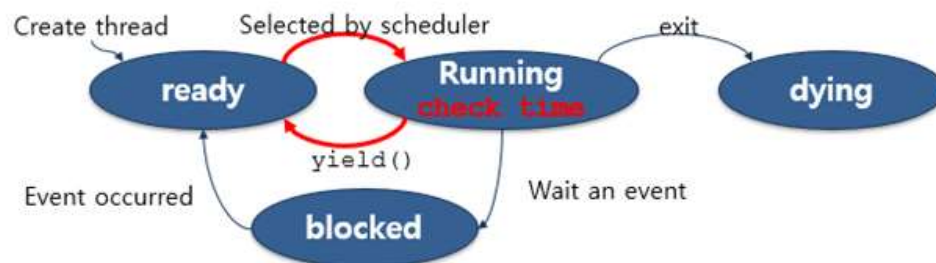 Create thread
Selected by scheduler
exit
ready
Running
check time
dying
yield()
Event occurred
Wait an event
blocked